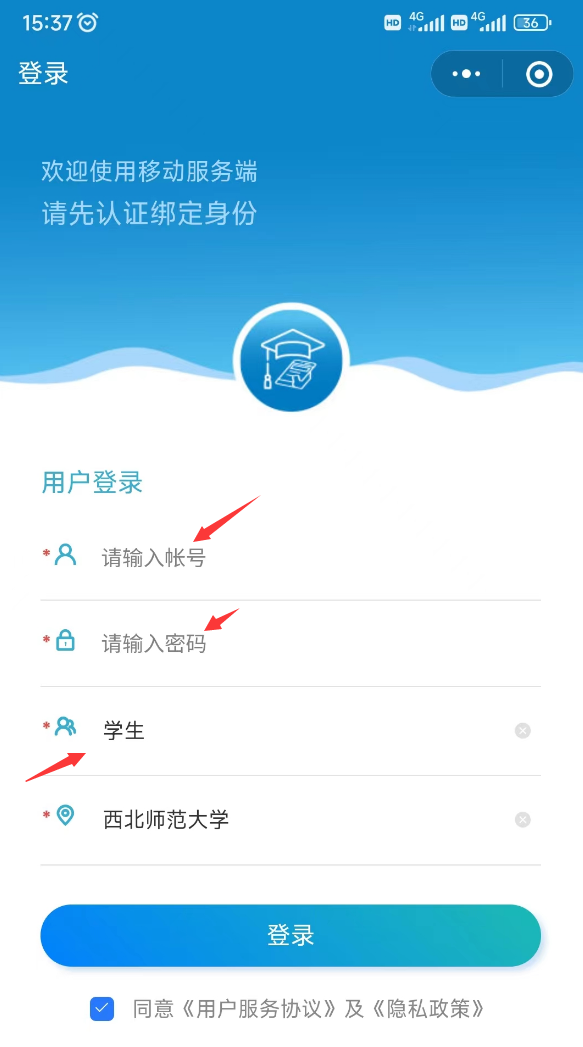 15:37
HD 4G HD 4G 36
登录
欢迎使用移动服务端
请先认证绑定身份
用户登录
* 请输入帐号
* 请输入密码
* 学生
* 西北师范大学
登录
同意《用户服务协议》及《隐私政策》